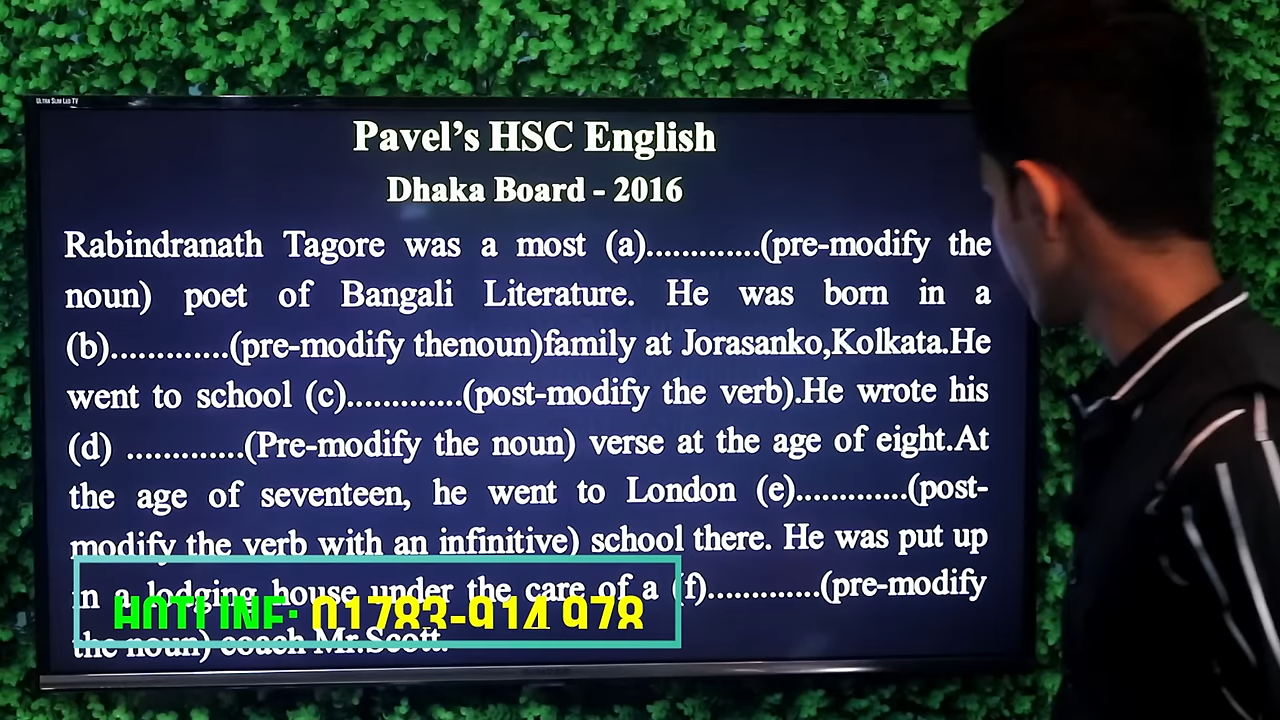 ULTRA SLIM LED TV
Pavel's HSC English
Dhaka Board - 2016
Rabindranath Tagore was a most (a).............(pre-modify the
noun) poet of Bangali Literature. He was born in a
(b).............(pre-modify thenoun)family at Jorasanko,Kolkata.He
went to school (c).............(post-modify the verb).He wrote his
(d) .............(Pre-modify the noun) verse at the age of eight.At
the age of seventeen, he went to London (e).............(post-
modify the verb with an infinitive) school there. He was put up
in a lodging house under the care of a (f).............(pre-modify
the noun) coach Mr.Scott.
HOTLINE: 01783-914 978